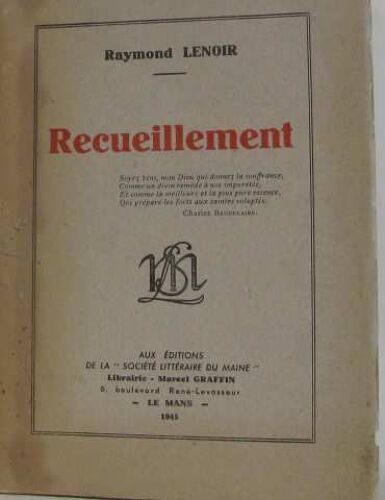 Raymond LENOIR
Recueillement
Soyez béni, mon Dieu qui donnez la souffrance,
Comme un divin remède à nos impuretés,
Et comme la meilleure et la plus pure essence,
Qui prépare les forts aux saintes voluptés.
Charles BAUDELAIRE.
AUX ÉDITIONS
DE LA "SOCIÉTÉ LITTÉRAIRE DU MAINE"
Librairie - Marcel GRAFFIN
6, boulevard René-Levasseur
- LE MANS -